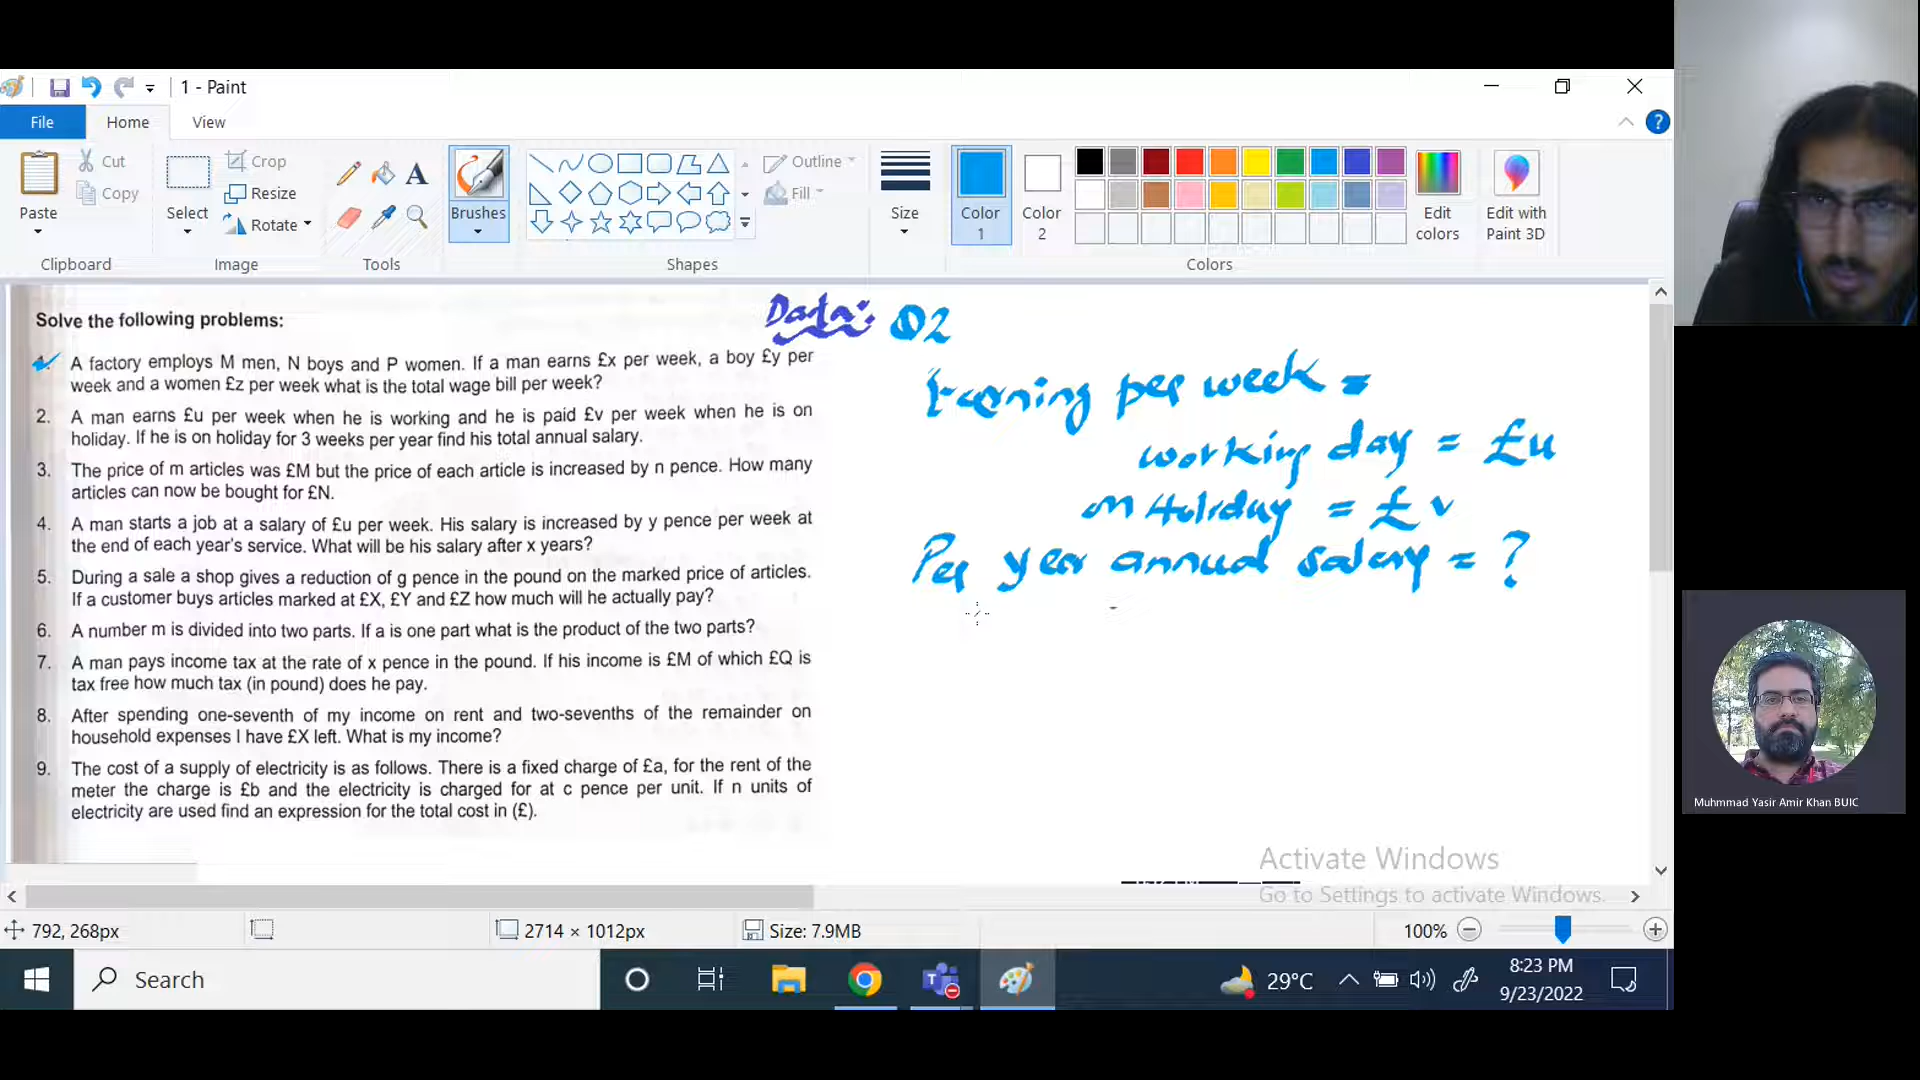 1 - Paint
File Home View
Paste Cut Copy Select Crop Resize Rotate Brushes Outline Fill Size Color 1 Color 2 Edit colors Edit with Paint 3D
Clipboard Image Tools Shapes Colors
Solve the following problems:
1. A factory employs M men, N boys and P women. If a man earns £x per week, a boy £y per
week and a women £z per week what is the total wage bill per week?
2. A man earns £u per week when he is working and he is paid £v per week when he is on
holiday. If he is on holiday for 3 weeks per year find his total annual salary.
3. The price of m articles was £M but the price of each article is increased by n pence. How many
articles can now be bought for £N.
4. A man starts a job at a salary of £u per week. His salary is increased by y pence per week at
the end of each year's service. What will be his salary after x years?
5. During a sale a shop gives a reduction of g pence in the pound on the marked price of articles.
If a customer buys articles marked at £X, £Y and £Z how much will he actually pay?
6. A number m is divided into two parts. If a is one part what is the product of the two parts?
7. A man pays income tax at the rate of x pence in the pound. If his income is £M of which £Q is
tax free how much tax (in pound) does he pay.
8. After spending one-seventh of my income on rent and two-sevenths of the remainder on
household expenses I have £X left. What is my income?
9. The cost of a supply of electricity is as follows. There is a fixed charge of £a, for the rent of the
meter the charge is £b and the electricity is charged for at c pence per unit. If n units of
electricity are used find an expression for the total cost in (£).
Data: Q2
Earning per week =
working day = £u
Holiday = £v
Per year annual salary = ?
Muhmmad Yasir Amir Khan BUIC
Activate Windows
Go to Settings to activate Windows.
792, 268px 2714 × 1012px Size: 7.9MB 100%
Search 29°C 8:23 PM
9/23/2022